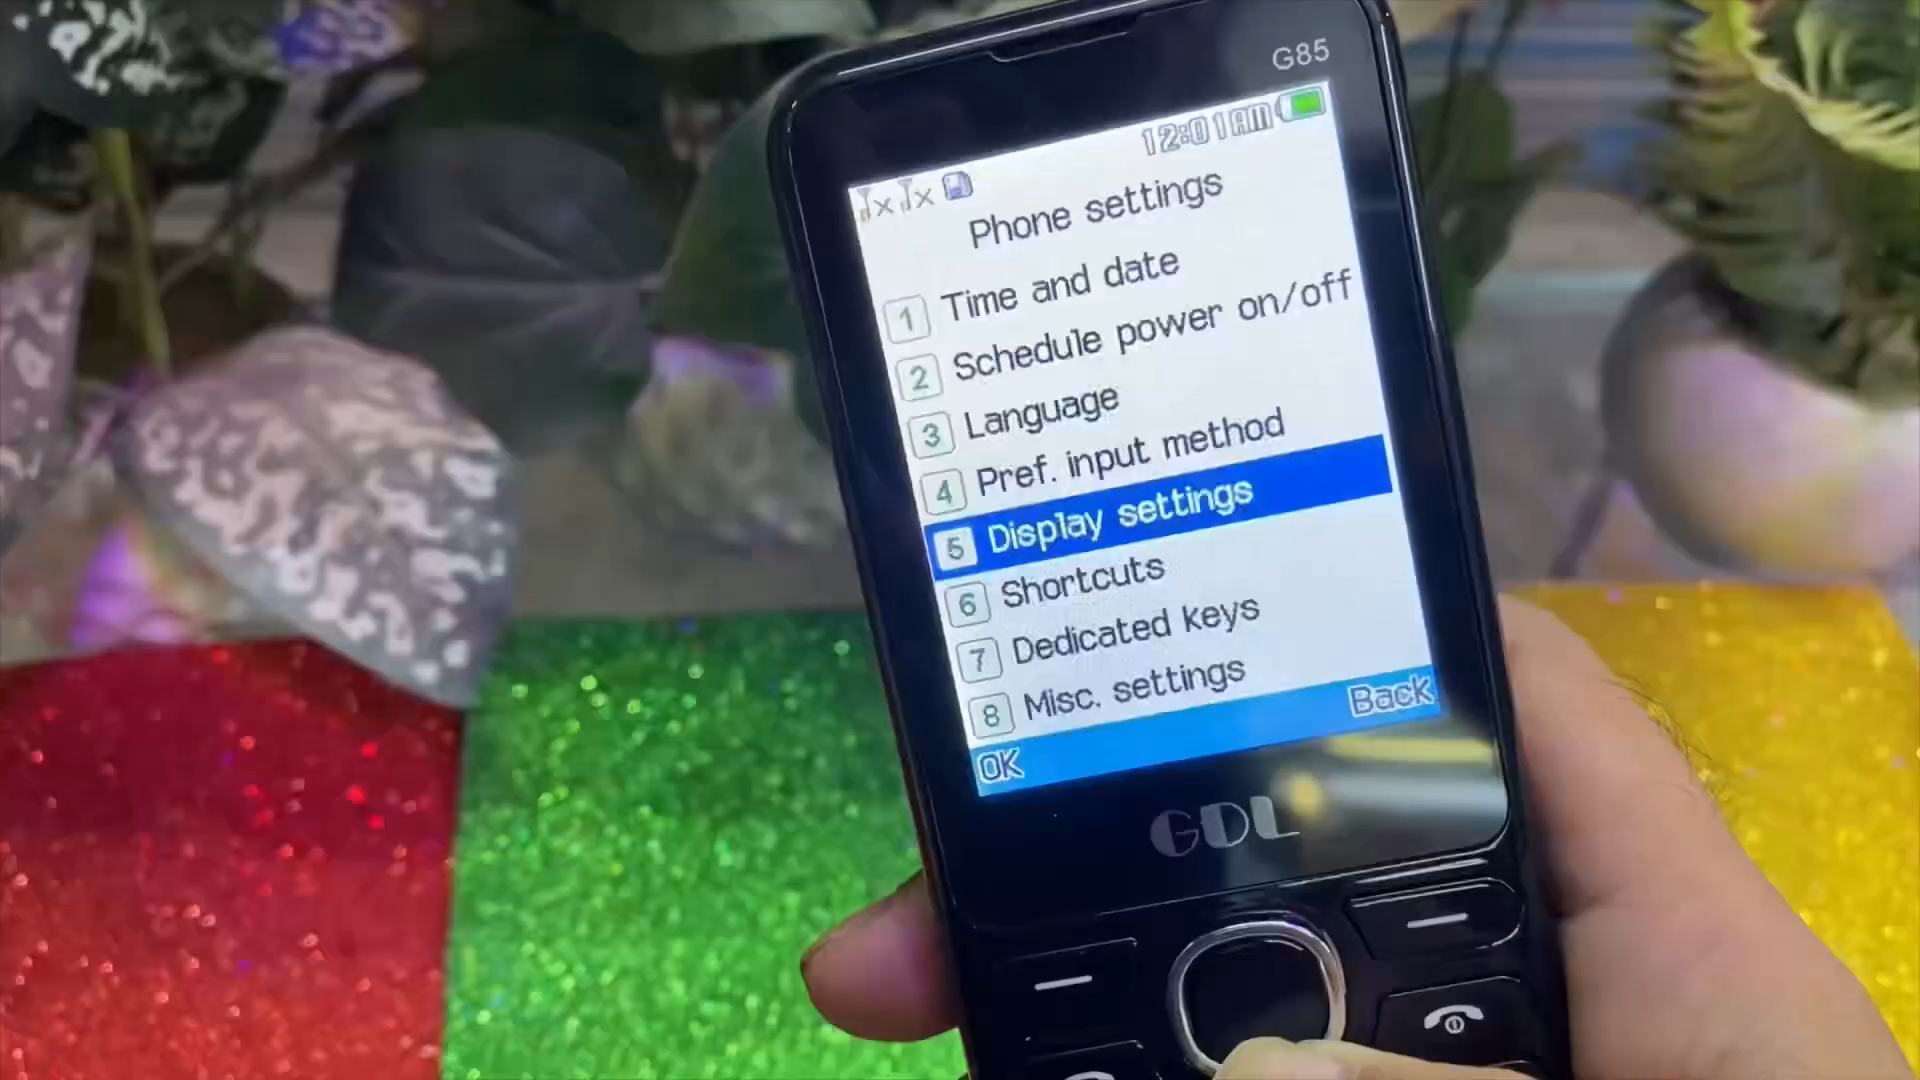 G85
12:01AM
Phone settings
1 Time and date
2 Schedule power on/off
3 Language
4 Pref. input method
5 Display settings
6 Shortcuts
7 Dedicated keys
8 Misc. settings
OK Back
GDL